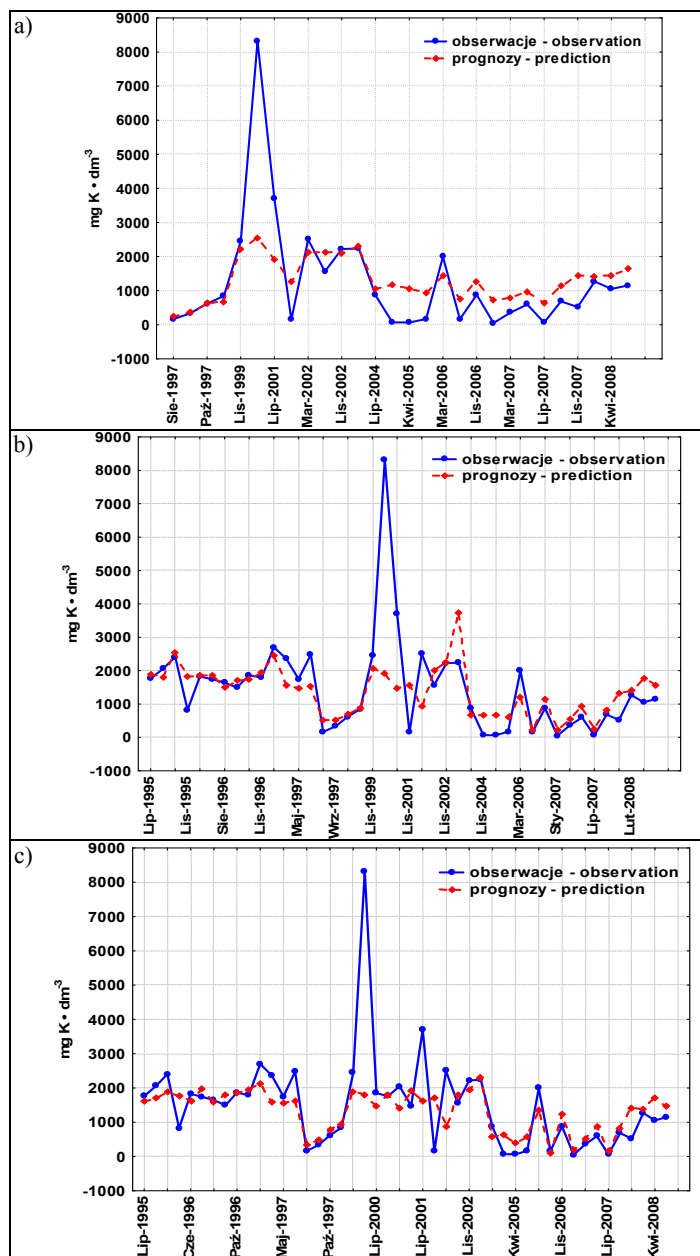 a)
obserwacje - observation
prognozy - prediction
mg K • dm-3
9000
8000
7000
6000
5000
4000
3000
2000
1000
0
-1000
Sie-1997
Paź-1997
Lis-1999
Lip-2001
Mar-2002
Lis-2002
Lip-2004
Kwi-2005
Mar-2006
Lis-2006
Mar-2007
Lip-2007
Lis-2007
Kwi-2008
b)
obserwacje - observation
prognozy - prediction
mg K • dm-3
9000
8000
7000
6000
5000
4000
3000
2000
1000
0
-1000
Lip-1995
Lis-1995
Sie-1996
Lis-1996
Maj-1997
Wrz-1997
Lis-1999
Lis-2001
Lis-2002
Lis-2004
Mar-2006
Sty-2007
Lip-2007
Lut-2008
c)
obserwacje - observation
prognozy - prediction
mg K • dm-3
9000
8000
7000
6000
5000
4000
3000
2000
1000
0
-1000
Lip-1995
Cze-1996
Paź-1996
Maj-1997
Paź-1997
Lip-2000
Lip-2001
Lis-2002
Kwi-2005
Lis-2006
Lip-2007
Kwi-2008